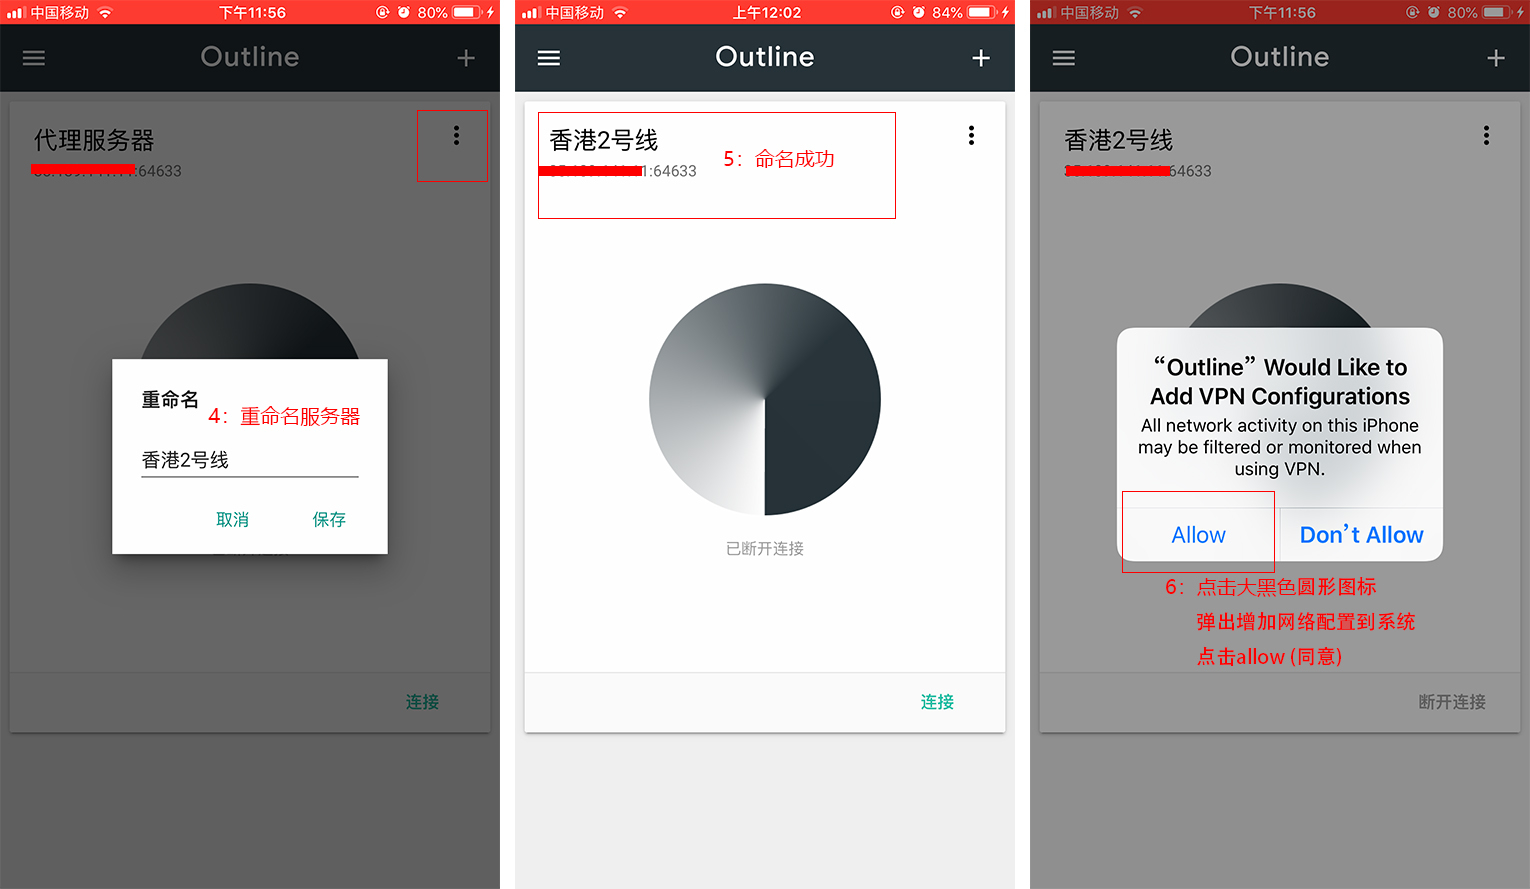 中国移动 下午11:56 80%
Outline
代理服务器
:64633
重命名
4：重命名服务器
香港2号线
取消 保存
连接
中国移动 上午12:02 84%
Outline
香港2号线
5：命名成功
1:64633
已断开连接
连接
中国移动 下午11:56 80%
Outline
香港2号线
64633
“Outline” Would Like to
Add VPN Configurations
All network activity on this iPhone
may be filtered or monitored when
using VPN.
Allow Don’t Allow
6：点击大黑色圆形图标
弹出增加网络配置到系统
点击allow (同意)
断开连接